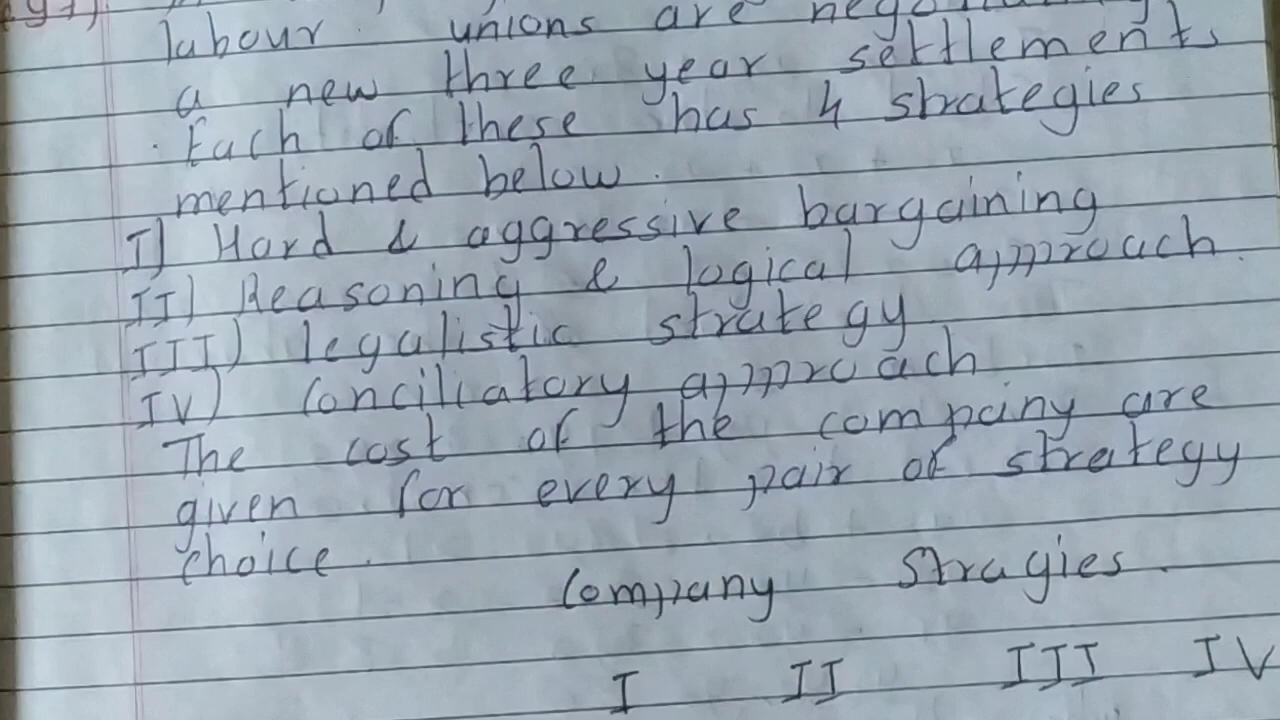 labour unions are
a new three year settlement
Each of these has 4 strategies
mentioned below.
I) Hard & aggressive bargaining
II) Reasoning & logical approach.
III) legalistic strategy
IV) Conciliatory approach
The cost of the company are
given for every pair of strategy
choice.
Company Stragies.
I II III IV